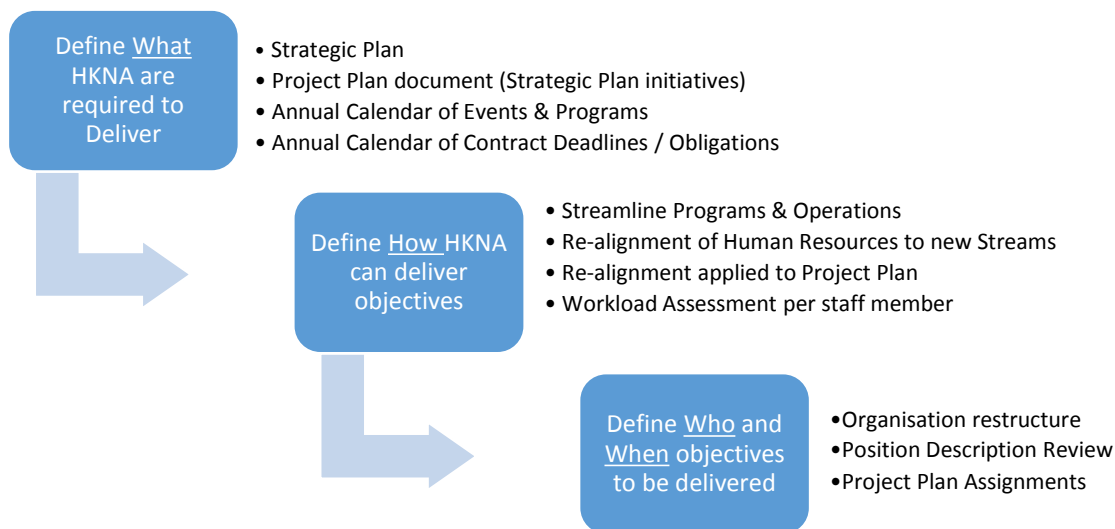 Define What
HKNA are
required to
Deliver
• Strategic Plan
• Project Plan document (Strategic Plan initiatives)
• Annual Calendar of Events & Programs
• Annual Calendar of Contract Deadlines / Obligations
Define How HKNA
can deliver
objectives
• Streamline Programs & Operations
• Re-alignment of Human Resources to new Streams
• Re-alignment applied to Project Plan
• Workload Assessment per staff member
Define Who and
When objectives
to be delivered
•Organisation restructure
•Position Description Review
•Project Plan Assignments